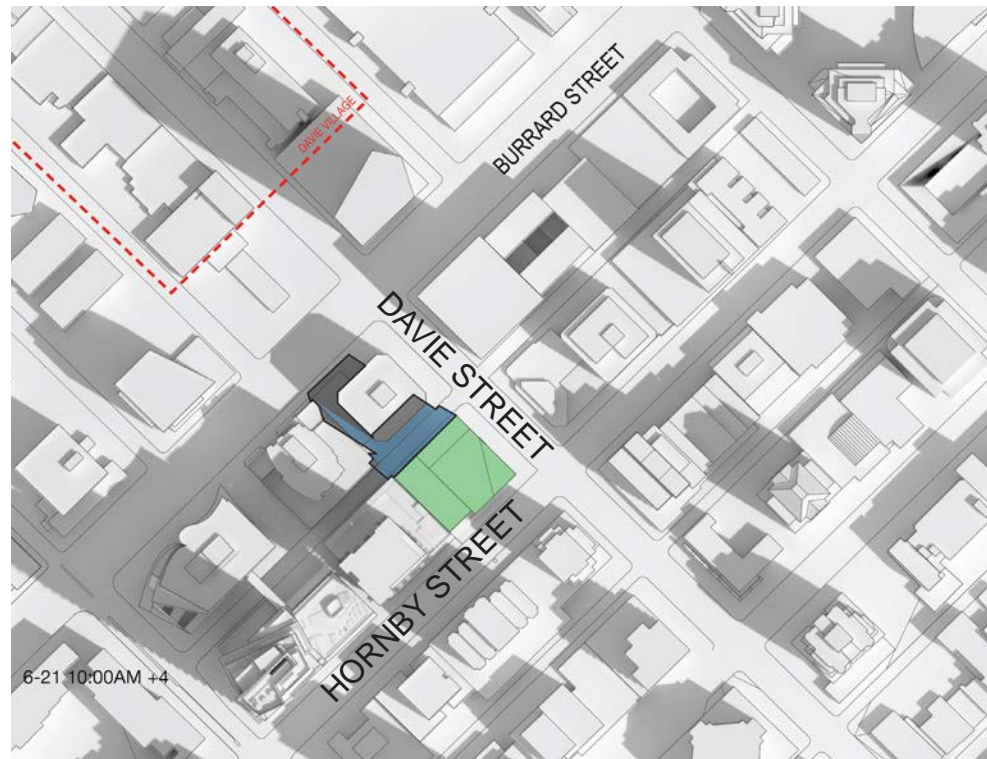 BURRARD STREET
DAVIE VILLAGE
DAVIE STREET
HORNBY STREET
6-21 10:00AM +4